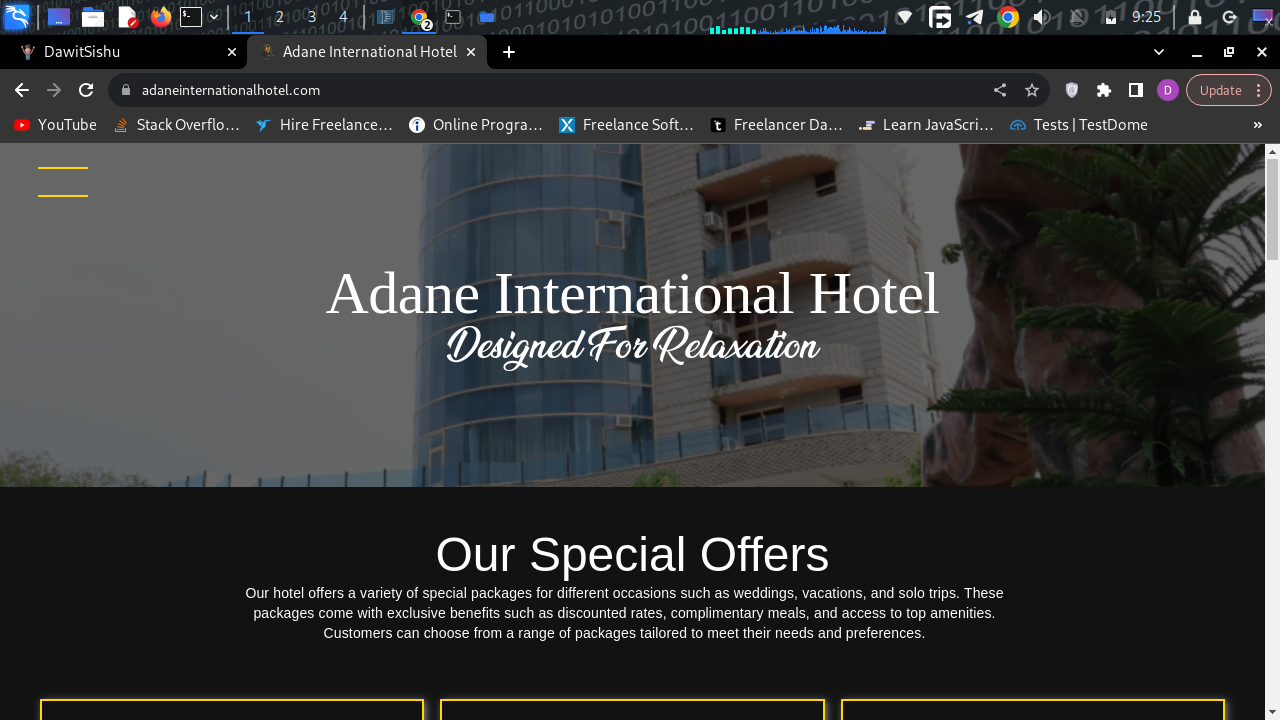 1 2 3 4 2 9:25
DawitSishu Adane International Hotel
adaneinternationalhotel.com D Update
YouTube Stack Overflo… Hire Freelance… Online Progra… Freelance Soft… Freelancer Da… Learn JavaScri… Tests | TestDome »
Adane International Hotel
Designed For Relaxation
Our Special Offers
Our hotel offers a variety of special packages for different occasions such as weddings, vacations, and solo trips. These
packages come with exclusive benefits such as discounted rates, complimentary meals, and access to top amenities.
Customers can choose from a range of packages tailored to meet their needs and preferences.